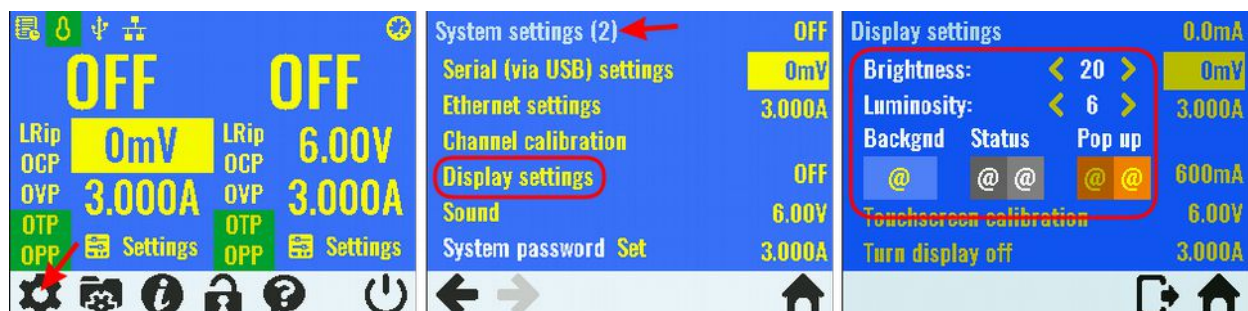 OFF OFF
LRip 0mV LRip 6.00V
OCP OCP
OVP 3.000A OVP 3.000A
OTP OTP
OPP Settings OPP Settings
System settings (2) OFF
Serial (via USB) settings 0mV
Ethernet settings 3.000A
Channel calibration
Display settings OFF
Sound 6.00V
System password Set 3.000A
Display settings 0.0mA
Brightness: < 20 > 0mV
Luminosity: < 6 > 3.000A
Backgnd Status Pop up
@ @ @ @ @ 600mA
Touchscreen calibration 6.00V
Turn display off 3.000A